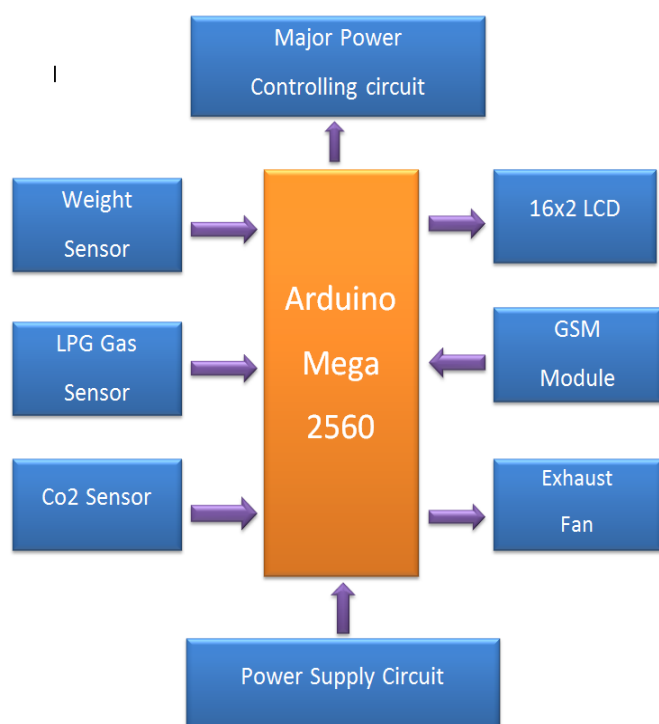 Major Power
Controlling circuit
Weight
Sensor
16x2 LCD
Arduino
Mega
2560
LPG Gas
Sensor
GSM
Module
Co2 Sensor
Exhaust
Fan
Power Supply Circuit